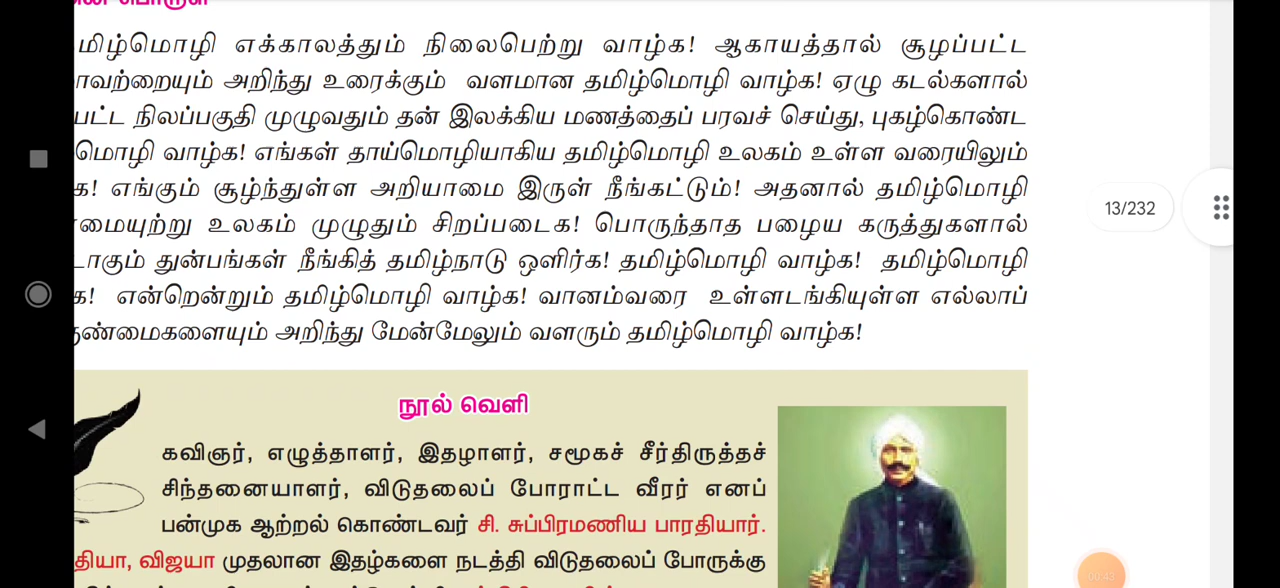 மிழ்மொழி எக்காலத்தும் நிலைபெற்று வாழ்க! ஆகாயத்தால் சூழப்பட்ட
ாவற்றையும் அறிந்து உரைக்கும் வளமான தமிழ்மொழி வாழ்க! ஏழு கடல்களால்
பட்ட நிலப்பகுதி முழுவதும் தன் இலக்கிய மணத்தைப் பரவச் செய்து, புகழ்கொண்ட
மொழி வாழ்க! எங்கள் தாய்மொழியாகிய தமிழ்மொழி உலகம் உள்ள வரையிலும்
க! எங்கும் சூழ்ந்துள்ள அறியாமை இருள் நீங்கட்டும்! அதனால் தமிழ்மொழி
மையுற்று உலகம் முழுதும் சிறப்படைக! பொருந்தாத பழைய கருத்துகளால்
டாகும் துன்பங்கள் நீங்கித் தமிழ்நாடு ஒளிர்க! தமிழ்மொழி வாழ்க! தமிழ்மொழி
க! என்றென்றும் தமிழ்மொழி வாழ்க! வானம்வரை உள்ளடங்கியுள்ள எல்லாப்
ருண்மைகளையும் அறிந்து மேன்மேலும் வளரும் தமிழ்மொழி வாழ்க!
13/232
நூல் வெளி
கவிஞர், எழுத்தாளர், இதழாளர், சமூகச் சீர்திருத்தச்
சிந்தனையாளர், விடுதலைப் போராட்ட வீரர் எனப்
பன்முக ஆற்றல் கொண்டவர் சி. சுப்பிரமணிய பாரதியார்.
தியா, விஜயா முதலான இதழ்களை நடத்தி விடுதலைப் போருக்கு
00:43